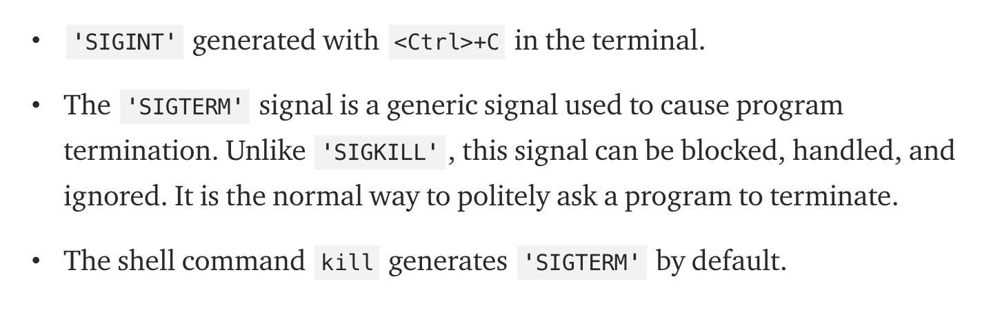 • 'SIGINT' generated with <Ctrl>+C in the terminal.
• The 'SIGTERM' signal is a generic signal used to cause program
termination. Unlike 'SIGKILL', this signal can be blocked, handled, and
ignored. It is the normal way to politely ask a program to terminate.
• The shell command kill generates 'SIGTERM' by default.